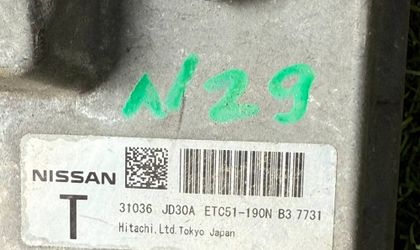 N29
NISSAN
T
31036 JD30A ETC51-190N B3 7731
Hitachi.Ltd.Tokyo Japan